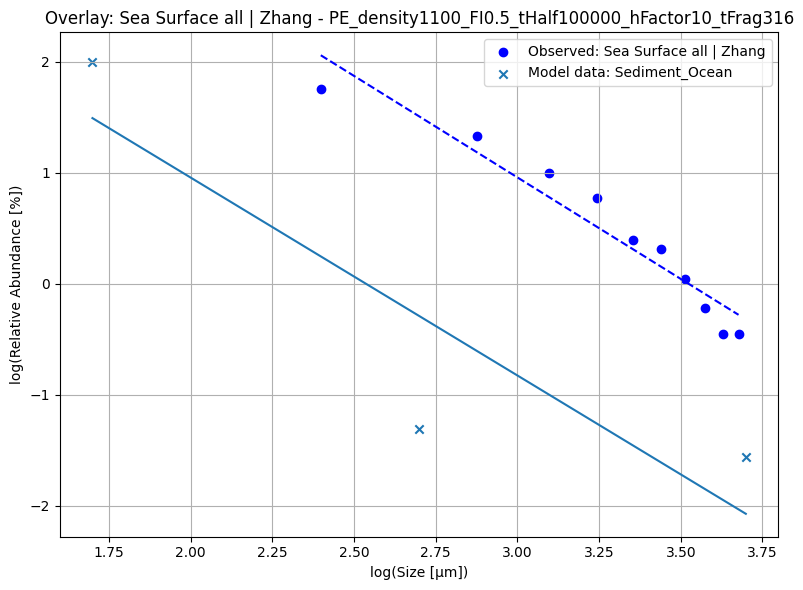 Overlay: Sea Surface all | Zhang - PE_density1100_FI0.5_tHalf100000_hFactor10_tFrag316
Observed: Sea Surface all | Zhang
Model data: Sediment_Ocean
log(Relative Abundance [%])
2
1
0
−1
−2
1.75 2.00 2.25 2.50 2.75 3.00 3.25 3.50 3.75
log(Size [μm])